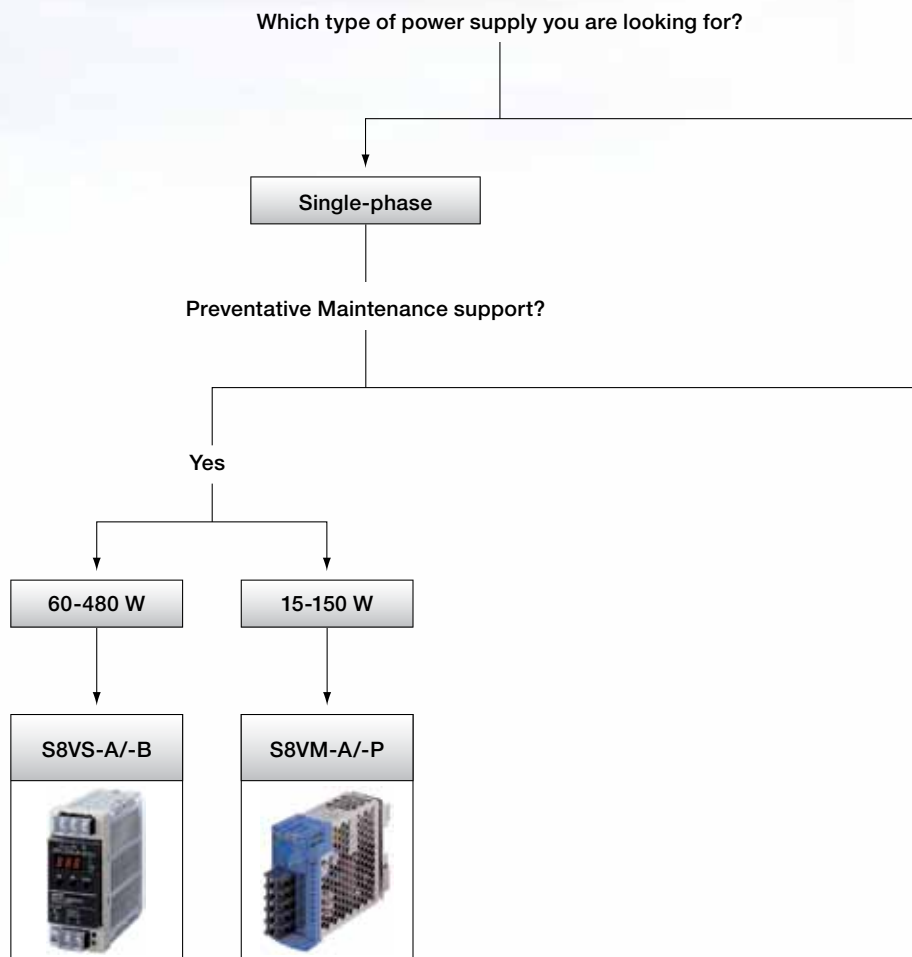 Which type of power supply you are looking for?
Single-phase
Preventative Maintenance support?
Yes
60-480 W
15-150 W
S8VS-A/-B
S8VM-A/-P